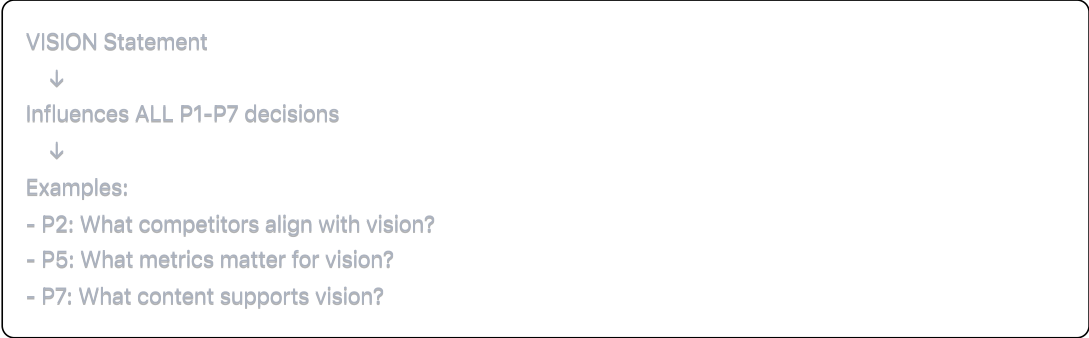 VISION Statement
↓
Influences ALL P1-P7 decisions
↓
Examples:
- P2: What competitors align with vision?
- P5: What metrics matter for vision?
- P7: What content supports vision?